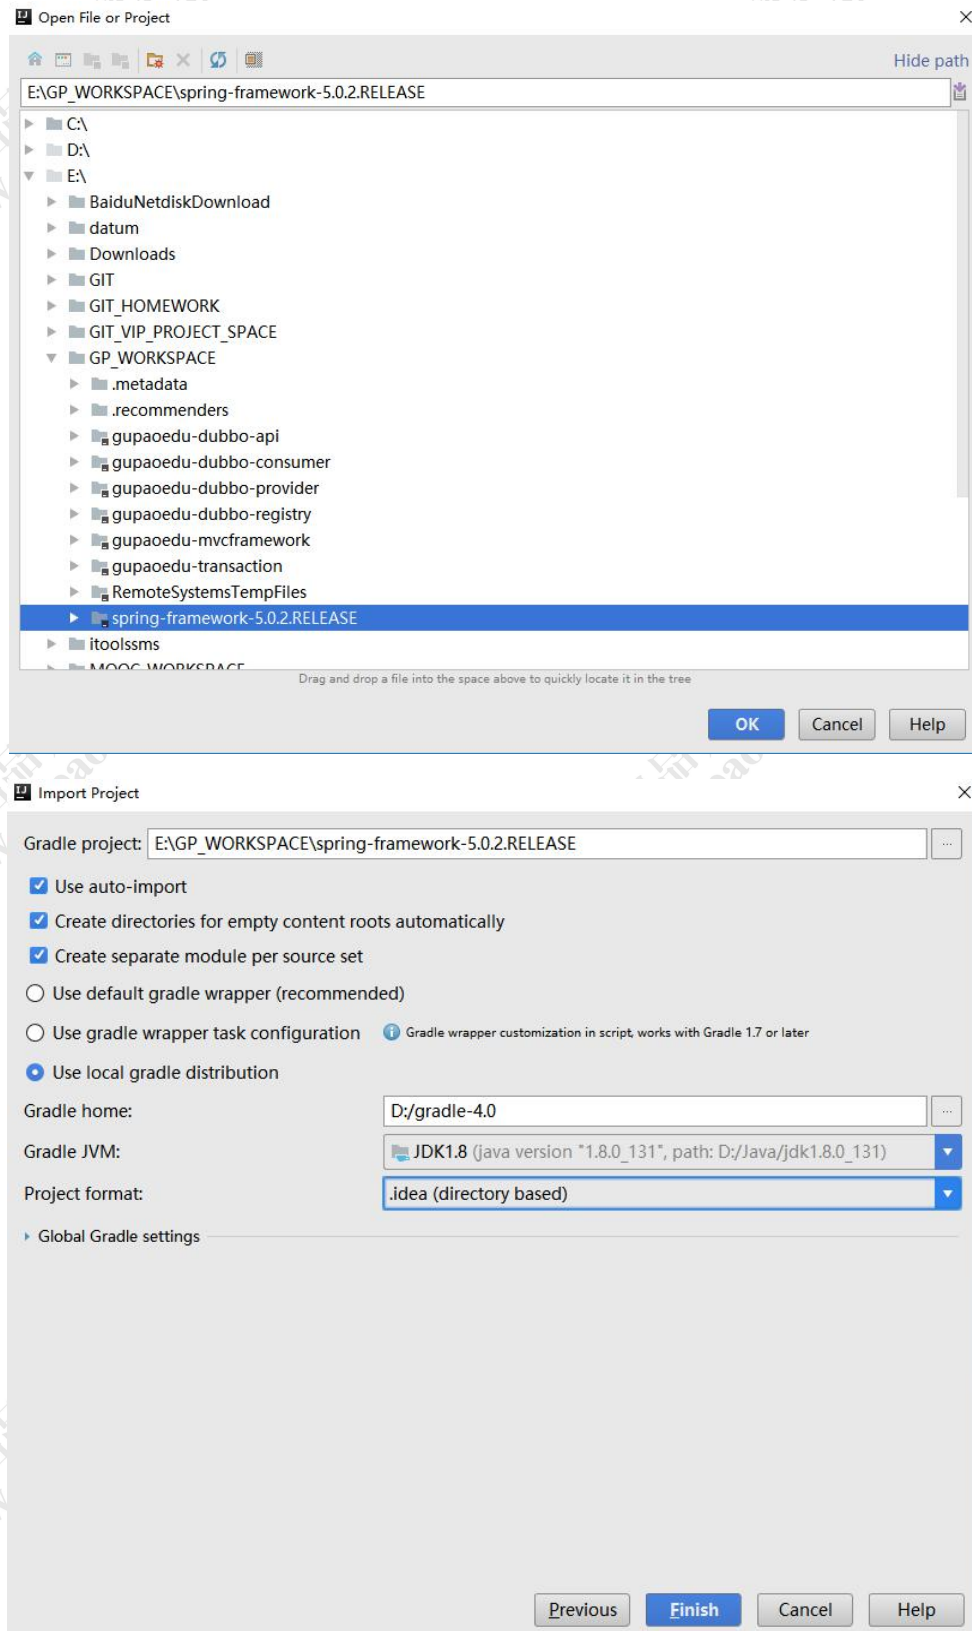 Open File or Project
Hide path
E:\GP_WORKSPACE\spring-framework-5.0.2.RELEASE
C:\
D:\
E:\
BaiduNetdiskDownload
datum
Downloads
GIT
GIT_HOMEWORK
GIT_VIP_PROJECT_SPACE
GP_WORKSPACE
.metadata
.recommenders
gupaoedu-dubbo-api
gupaoedu-dubbo-consumer
gupaoedu-dubbo-provider
gupaoedu-dubbo-registry
gupaoedu-mvcframework
gupaoedu-transaction
RemoteSystemsTempFiles
spring-framework-5.0.2.RELEASE
itoolssms
MOOC_WORKSPACE
Drag and drop a file into the space above to quickly locate it in the tree
OK Cancel Help
Import Project
Gradle project: E:\GP_WORKSPACE\spring-framework-5.0.2.RELEASE
Use auto-import
Create directories for empty content roots automatically
Create separate module per source set
Use default gradle wrapper (recommended)
Use gradle wrapper task configuration Gradle wrapper customization in script, works with Gradle 1.7 or later
Use local gradle distribution
Gradle home: D:/gradle-4.0
Gradle JVM: JDK1.8 (java version "1.8.0_131", path: D:/Java/jdk1.8.0_131)
Project format: .idea (directory based)
Global Gradle settings
Previous Finish Cancel Help